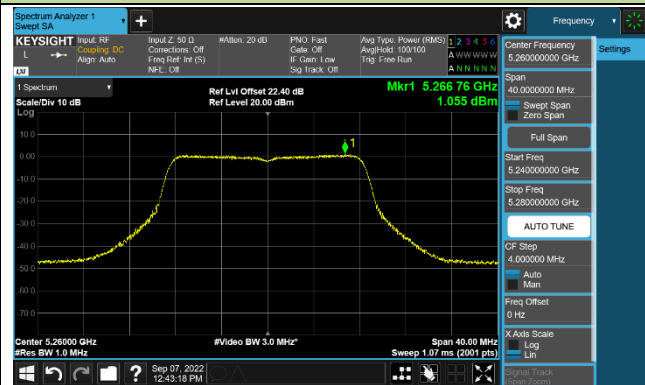 Spectrum Analyzer 1
Swept SA
+
Frequency
KEYSIGHT
L
LXI
Input: RF
Coupling: DC
Align: Auto
Input Z: 50 Ω
Corrections: Off
Freq Ref: Int (S)
NFE: Off
#Atten: 20 dB
PNO: Fast
Gate: Off
IF Gain: Low
Sig Track: Off
Avg Type: Power (RMS)
Avg|Hold: 100/100
Trig: Free Run
1 2 3 4 5 6
A W W W W W
A N N N N N
1 Spectrum
Scale/Div 10 dB
Log
Ref Lvl Offset 22.40 dB
Ref Level 20.00 dBm
Mkr1 5.266 76 GHz
1.055 dBm
1
10.0
0.00
-10.0
-20.0
-30.0
-40.0
-50.0
-60.0
-70.0
Center 5.26000 GHz
#Res BW 1.0 MHz
#Video BW 3.0 MHz*
Span 40.00 MHz
Sweep 1.07 ms (2001 pts)
?
Sep 07, 2022
12:43:18 PM
Center Frequency
5.260000000 GHz
Settings
Span
40.0000000 MHz
Swept Span
Zero Span
Full Span
Start Freq
5.240000000 GHz
Stop Freq
5.280000000 GHz
AUTO TUNE
CF Step
4.000000 MHz
Auto
Man
Freq Offset
0 Hz
X Axis Scale
Log
Lin
Signal Track
(Span Zoom)